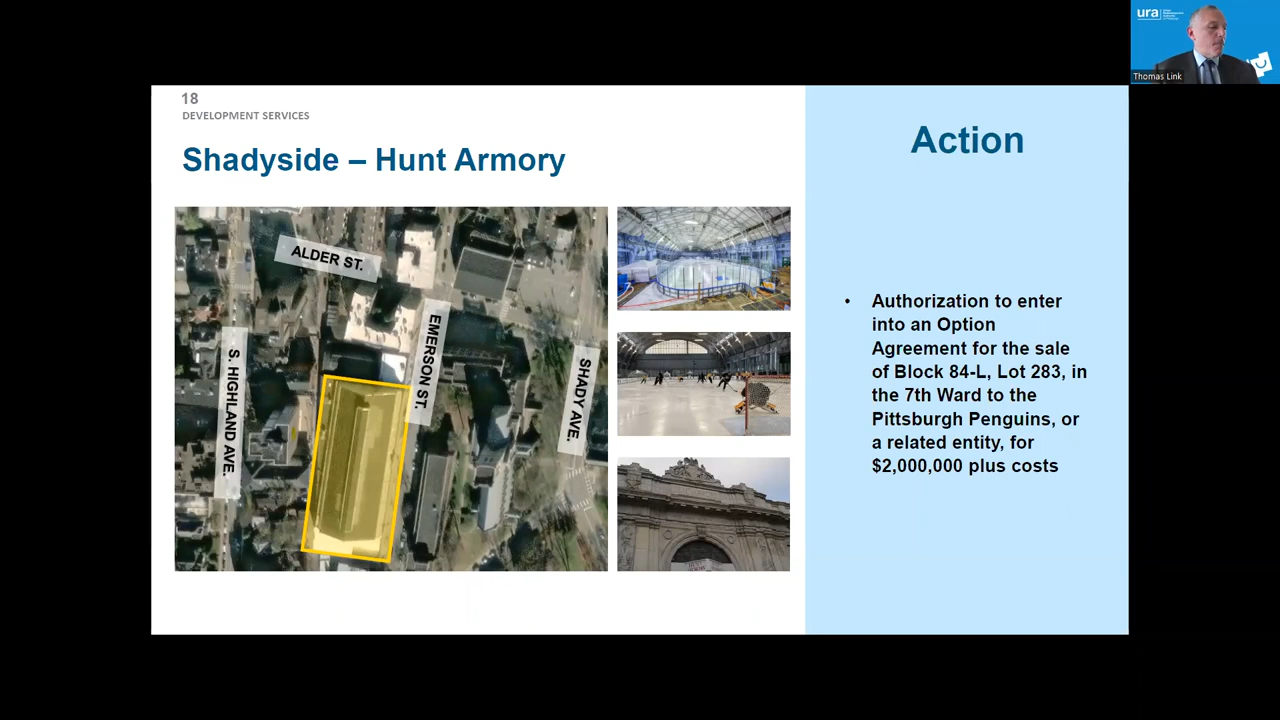 ura
Thomas Link
18
DEVELOPMENT SERVICES
Shadyside – Hunt Armory
Action
ALDER ST.
EMERSON ST.
S. HIGHLAND AVE.
SHADY AVE.
• Authorization to enter
into an Option
Agreement for the sale
of Block 84-L, Lot 283, in
the 7th Ward to the
Pittsburgh Penguins, or
a related entity, for
$2,000,000 plus costs